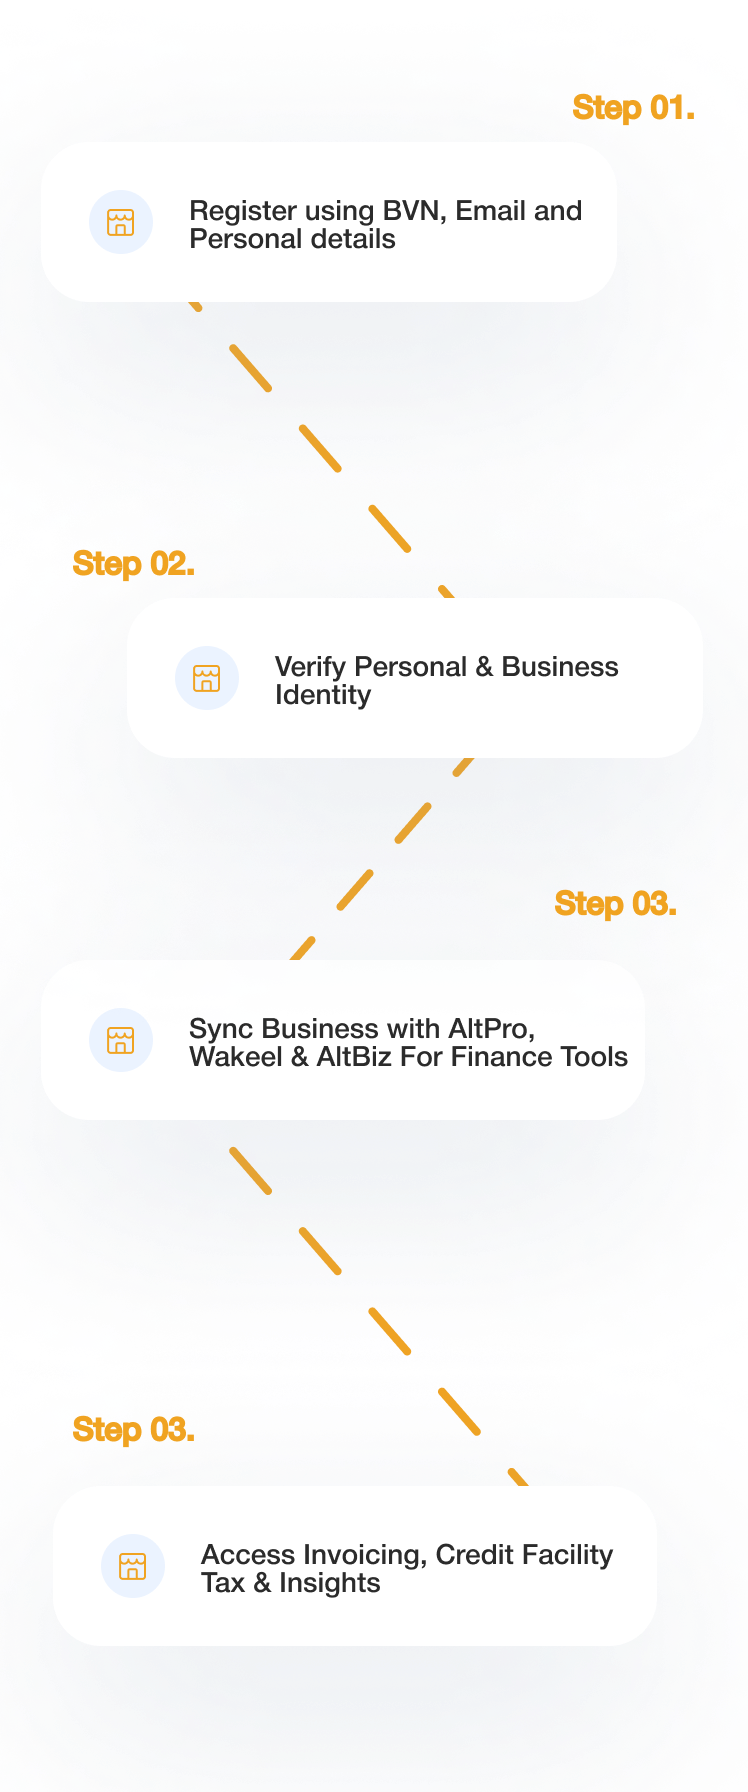 Step 01.
Register using BVN, Email and
Personal details
Step 02.
Verify Personal & Business
Identity
Step 03.
Sync Business with AltPro,
Wakeel & AltBiz For Finance Tools
Step 03.
Access Invoicing, Credit Facility
Tax & Insights